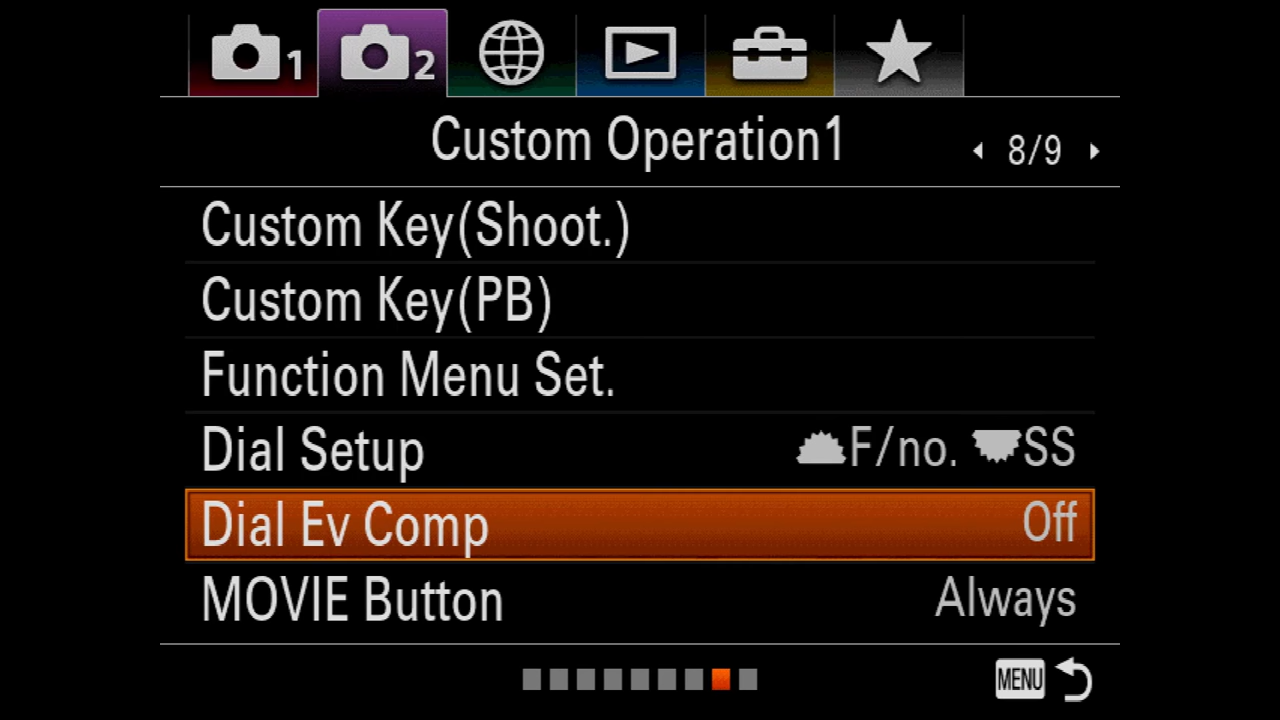 1 2
Custom Operation1 8/9
Custom Key(Shoot.)
Custom Key(PB)
Function Menu Set.
Dial Setup F/no. SS
Dial Ev Comp Off
MOVIE Button Always
MENU